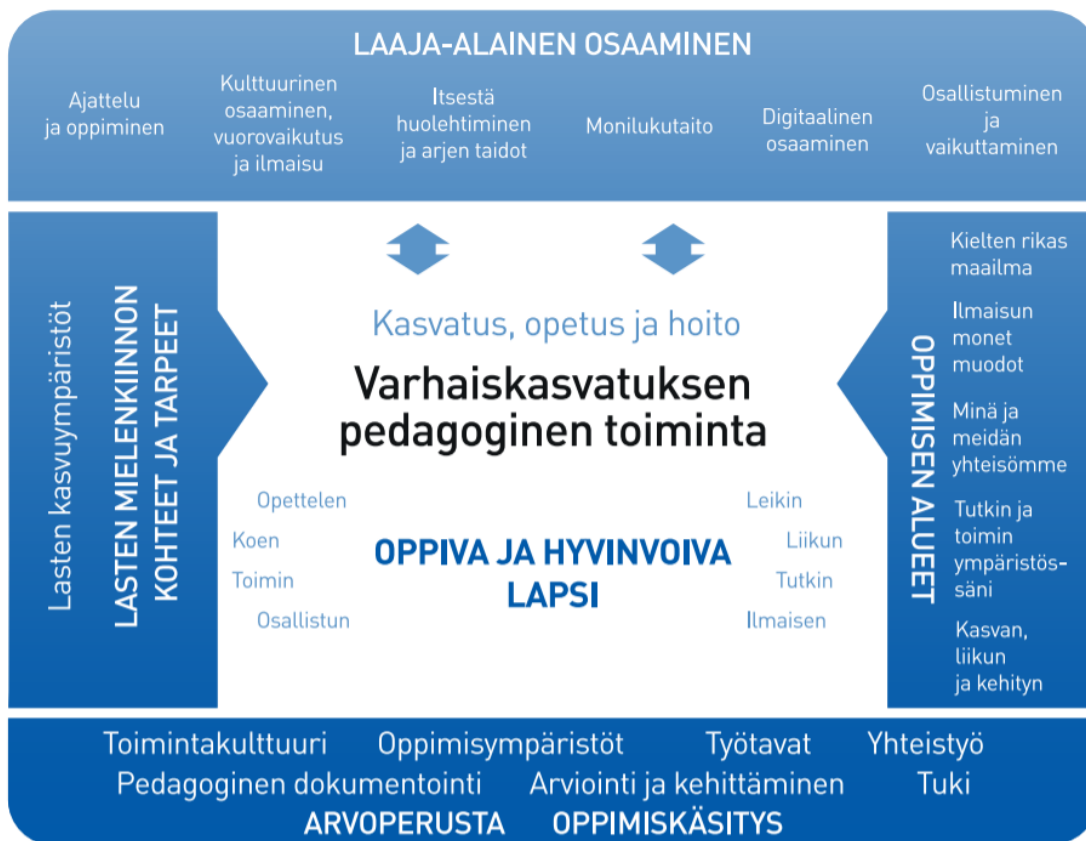 LAAJA-ALAINEN OSAAMINEN
Ajattelu
ja oppiminen
Kulttuurinen
osaaminen,
vuorovaikutus
ja ilmaisu
Itsestä
huolehtiminen
ja arjen taidot
Monilukutaito
Digitaalinen
osaaminen
Osallistuminen
ja
vaikuttaminen
Lasten kasvuympäristöt
LASTEN MIELENKIINNON
KOHTEET JA TARPEET
Kasvatus, opetus ja hoito
Varhaiskasvatuksen
pedagoginen toiminta
Opettelen
Koen
Toimin
Osallistun
OPPIVA JA HYVINVOIVA
LAPSI
Leikin
Liikun
Tutkin
Ilmaisen
OPPIMISEN ALUEET
Kielten rikas
maailma
Ilmaisun
monet
muodot
Minä ja
meidän
yhteisömme
Tutkin ja
toimin
ympäristös-
säni
Kasvan,
liikun
ja kehityn
Toimintakulttuuri Oppimisympäristöt Työtavat Yhteistyö
Pedagoginen dokumentointi Arviointi ja kehittäminen Tuki
ARVOPERUSTA OPPIMISKÄSITYS